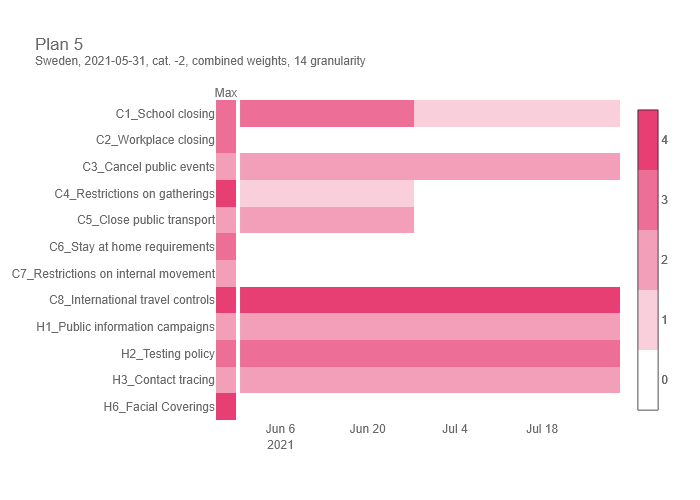 Plan 5
Sweden, 2021-05-31, cat. -2, combined weights, 14 granularity
Max
C1_School closing
C2_Workplace closing
C3_Cancel public events
C4_Restrictions on gatherings
C5_Close public transport
C6_Stay at home requirements
C7_Restrictions on internal movement
C8_International travel controls
H1_Public information campaigns
H2_Testing policy
H3_Contact tracing
H6_Facial Coverings
Jun 6 Jun 20 Jul 4 Jul 18
2021
4
3
2
1
0